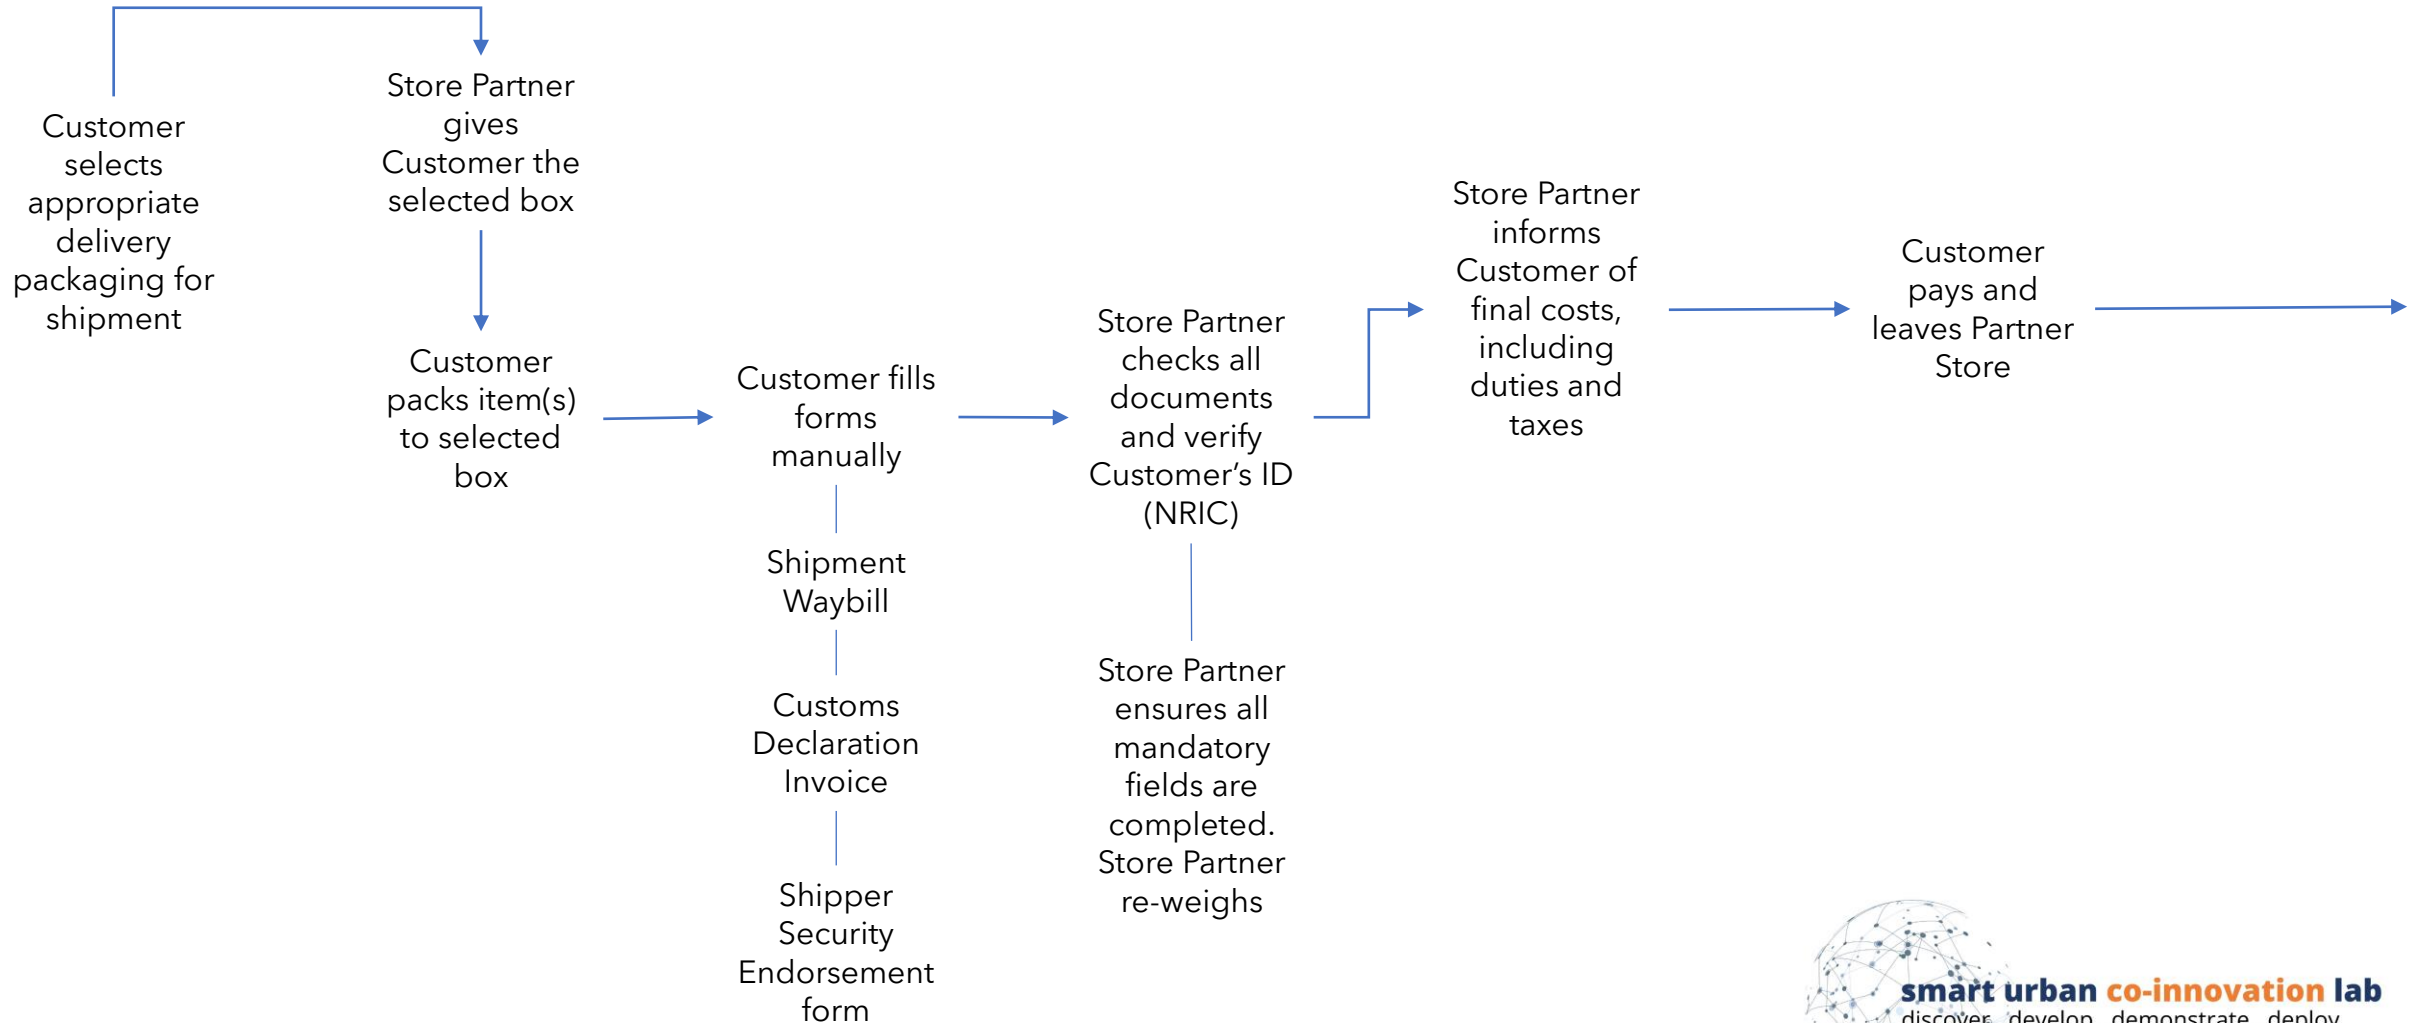 Customer
selects
appropriate
delivery
packaging for
shipment
Store Partner
gives
Customer the
selected box
Customer
packs item(s)
to selected
box
Customer fills
forms
manually
Shipment
Waybill
Customs
Declaration
Invoice
Shipper
Security
Endorsement
form
Store Partner
checks all
documents
and verify
Customer’s ID
(NRIC)
Store Partner
ensures all
mandatory
fields are
completed.
Store Partner
re-weighs
Store Partner
informs
Customer of
final costs,
including
duties and
taxes
Customer
pays and
leaves Partner
Store
smart urban co-innovation lab
discover. develop. demonstrate. deploy.